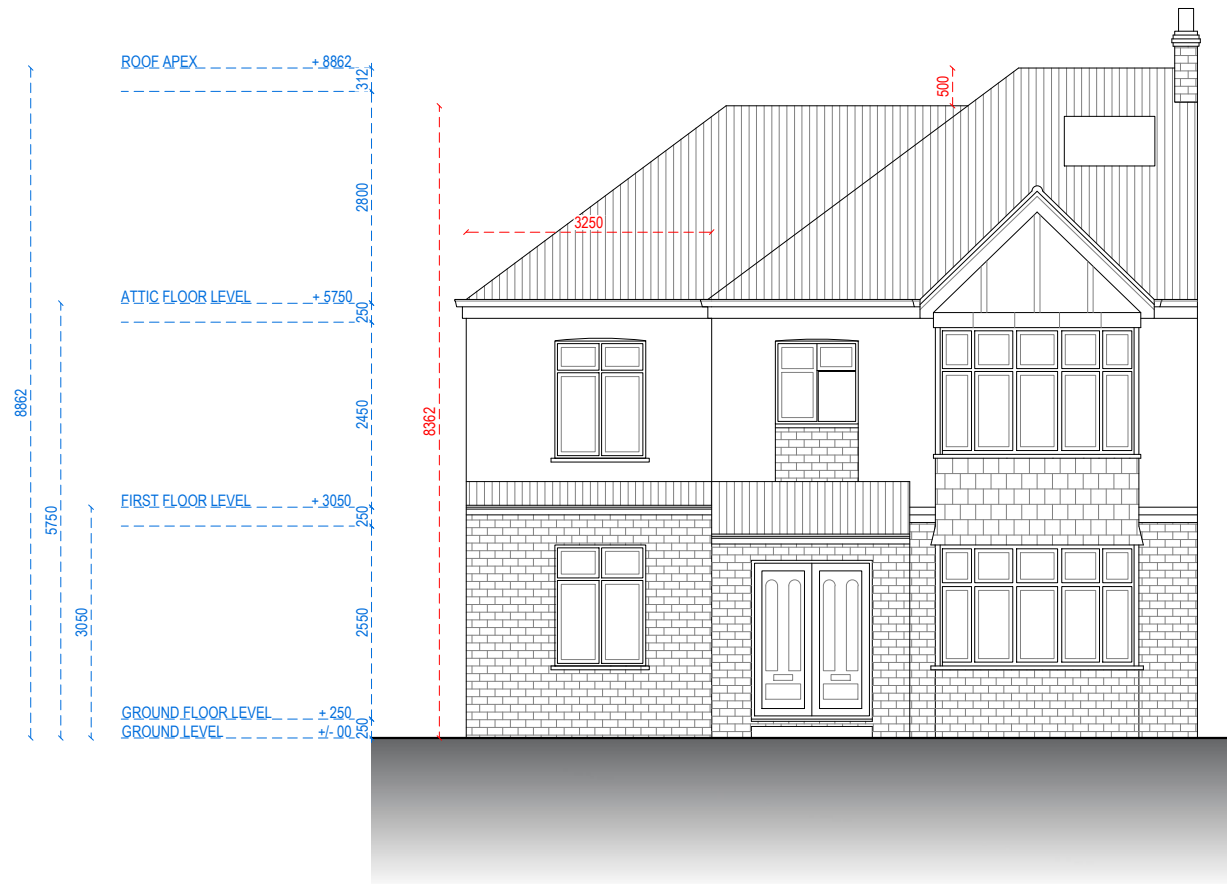 ROOF APEX + 8862
312
500
2800
3250
ATTIC FLOOR LEVEL + 5750
250
8862
2450
8362
FIRST FLOOR LEVEL + 3050
250
5750
3050
2550
GROUND FLOOR LEVEL + 250
GROUND LEVEL +/- 00
250